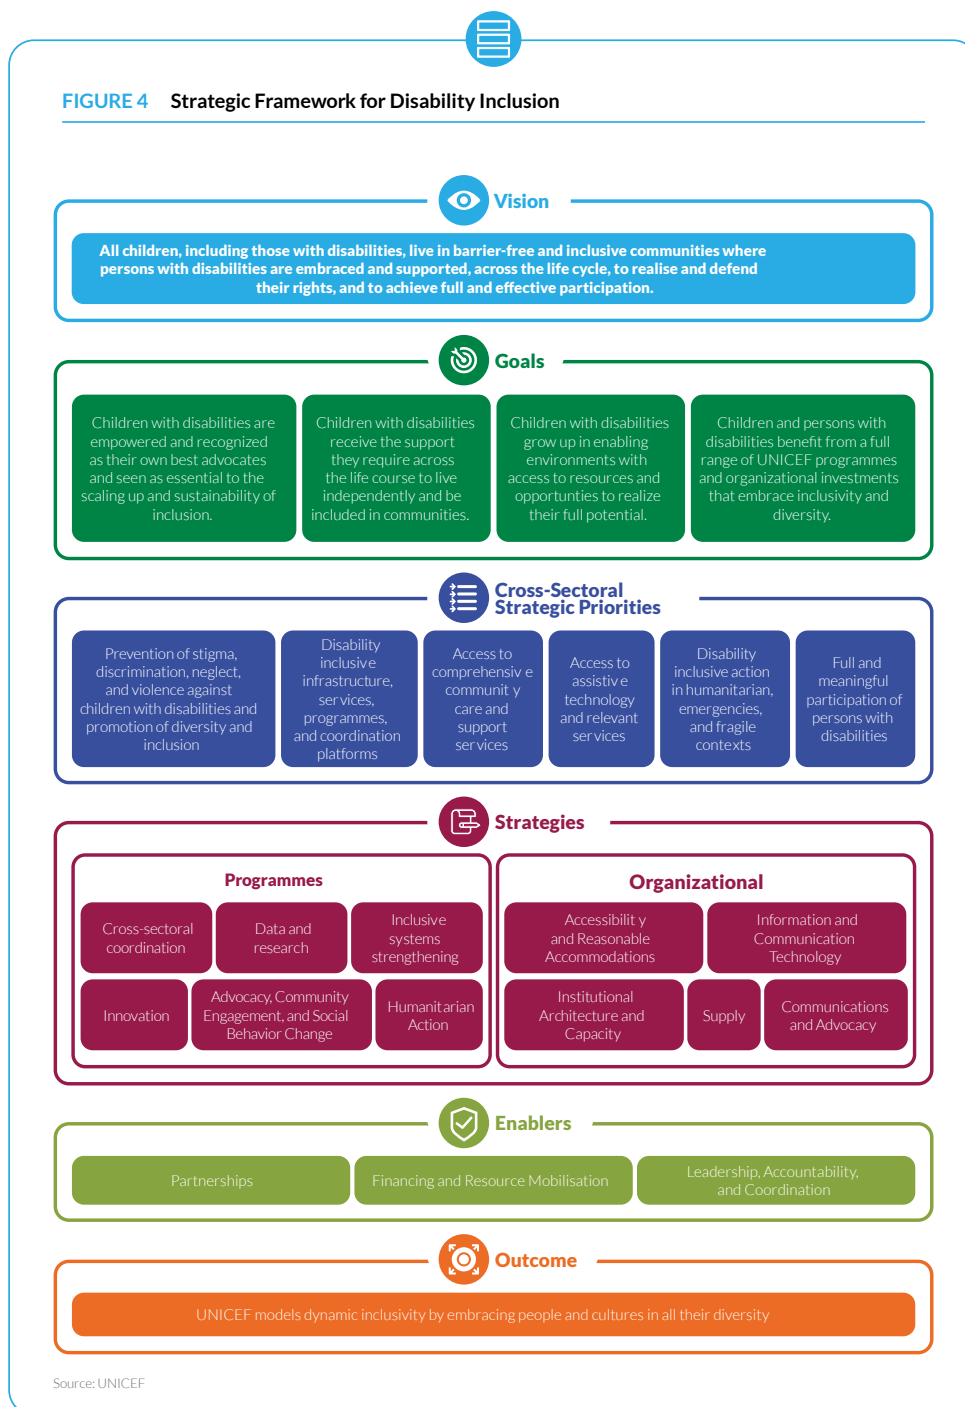 FIGURE 4 Strategic Framework for Disability Inclusion
Vision
All children, including those with disabilities, live in barrier-free and inclusive communities where
persons with disabilities are embraced and supported, across the life cycle, to realise and defend
their rights, and to achieve full and effective participation.
Goals
Children with disabilities are
empowered and recognized
as their own best advocates
and seen as essential to the
scaling up and sustainability of
inclusion.
Children with disabilities
receive the support
they require across
the life course to live
independently and be
included in communities.
Children with disabilities
grow up in enabling
environments with
access to resources and
opportunties to realize
their full potential.
Children and persons with
disabilities benefit from a full
range of UNICEF programmes
and organizational investments
that embrace inclusivity and
diversity.
Cross-Sectoral
Strategic Priorities
Prevention of stigma,
discrimination, neglect,
and violence against
children with disabilities and
promotion of diversity and
inclusion
Disability
inclusive
infrastructure,
services,
programmes,
and coordination
platforms
Access to
comprehensiv e
communit y
care and
support
services
Access to
assistiv e
technology
and relevant
services
Disability
inclusive action
in humanitarian,
emergencies,
and fragile
contexts
Full and
meaningful
participation of
persons with
disabilities
Strategies
Programmes
Cross-sectoral
coordination
Data and
research
Inclusive
systems
strengthening
Innovation
Advocacy, Community
Engagement, and Social
Behavior Change
Humanitarian
Action
Organizational
Accessibilit y
and Reasonable
Accommodations
Information and
Communication
Technology
Institutional
Architecture and
Capacity
Supply
Communications
and Advocacy
Enablers
Partnerships
Financing and Resource Mobilisation
Leadership, Accountability,
and Coordination
Outcome
UNICEF models dynamic inclusivity by embracing people and cultures in all their diversity
Source: UNICEF